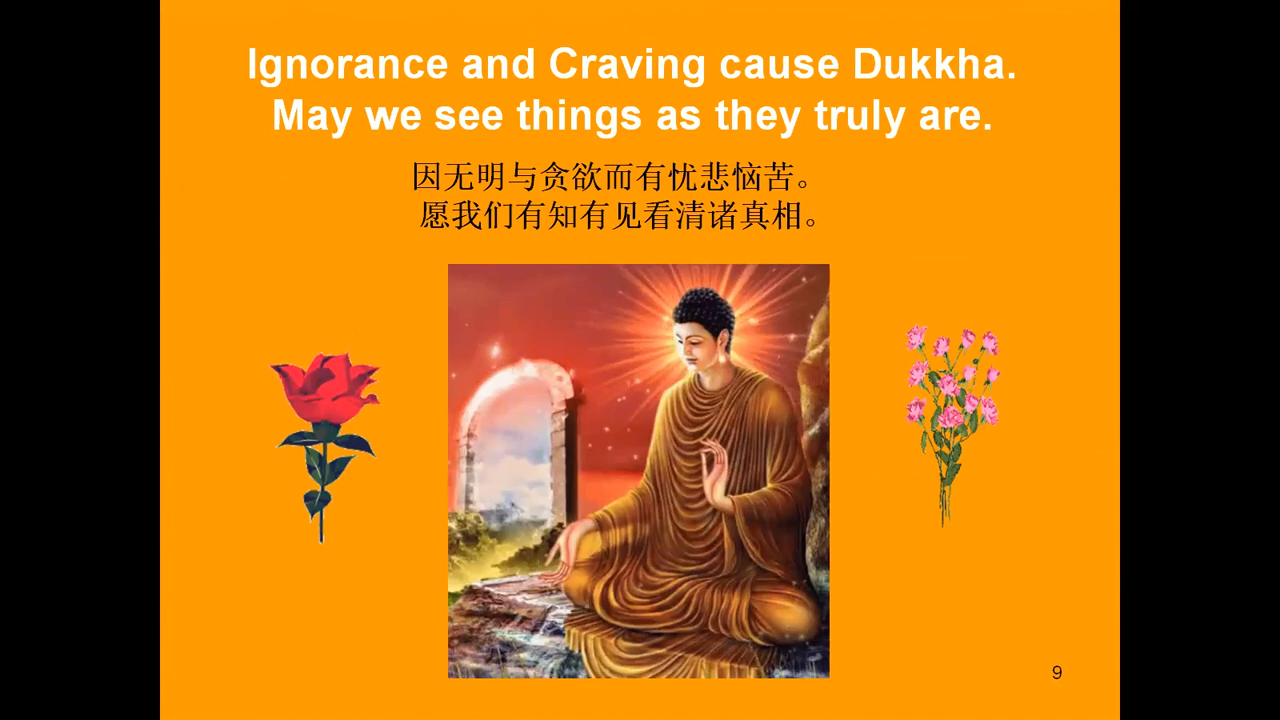 Ignorance and Craving cause Dukkha.
May we see things as they truly are.
因无明与贪欲而有忧悲恼苦。
愿我们有知有见看清诸真相。
9